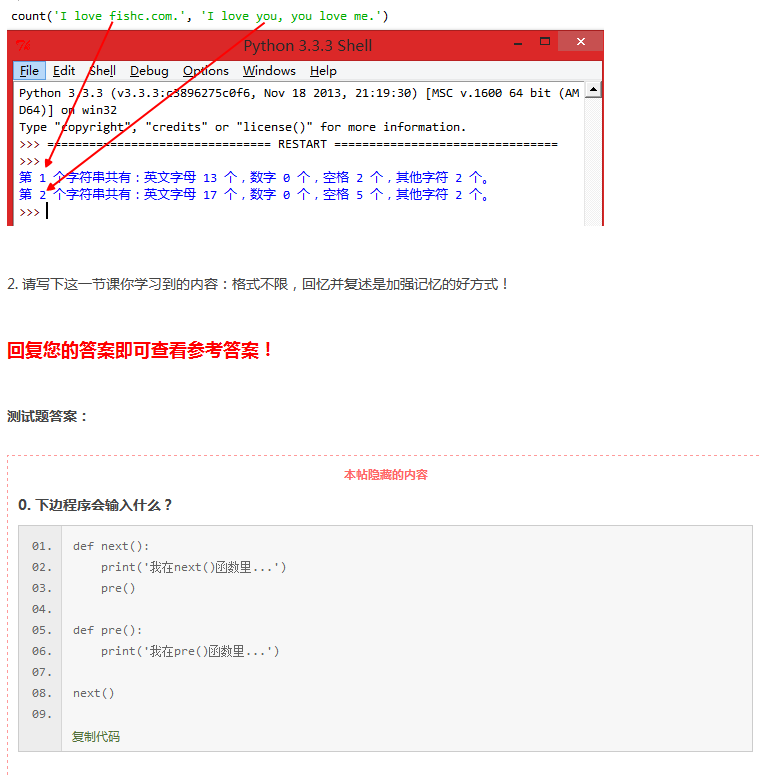 count('I love fishc.com.', 'I love you, you love me.')
Python 3.3.3 Shell
File Edit Shell Debug Options Windows Help
Python 3.3.3 (v3.3.3:c3896275c0f6, Nov 18 2013, 21:19:30) [MSC v.1600 64 bit (AM
D64)] on win32
Type "copyright", "credits" or "license()" for more information.
>>> ================================ RESTART ================================
>>>
第 1 个字符串共有：英文字母 13 个，数字 0 个，空格 2 个，其他字符 2 个。
第 2 个字符串共有：英文字母 17 个，数字 0 个，空格 5 个，其他字符 2 个。
>>>
2. 请写下这一节课你学习到的内容：格式不限，回忆并复述是加强记忆的好方式！
回复您的答案即可查看参考答案！
测试题答案：
本帖隐藏的内容
0. 下边程序会输入什么？
01. def next():
02. print('我在next()函数里...')
03. pre()
04.
05. def pre():
06. print('我在pre()函数里...')
07.
08. next()
09.
复制代码